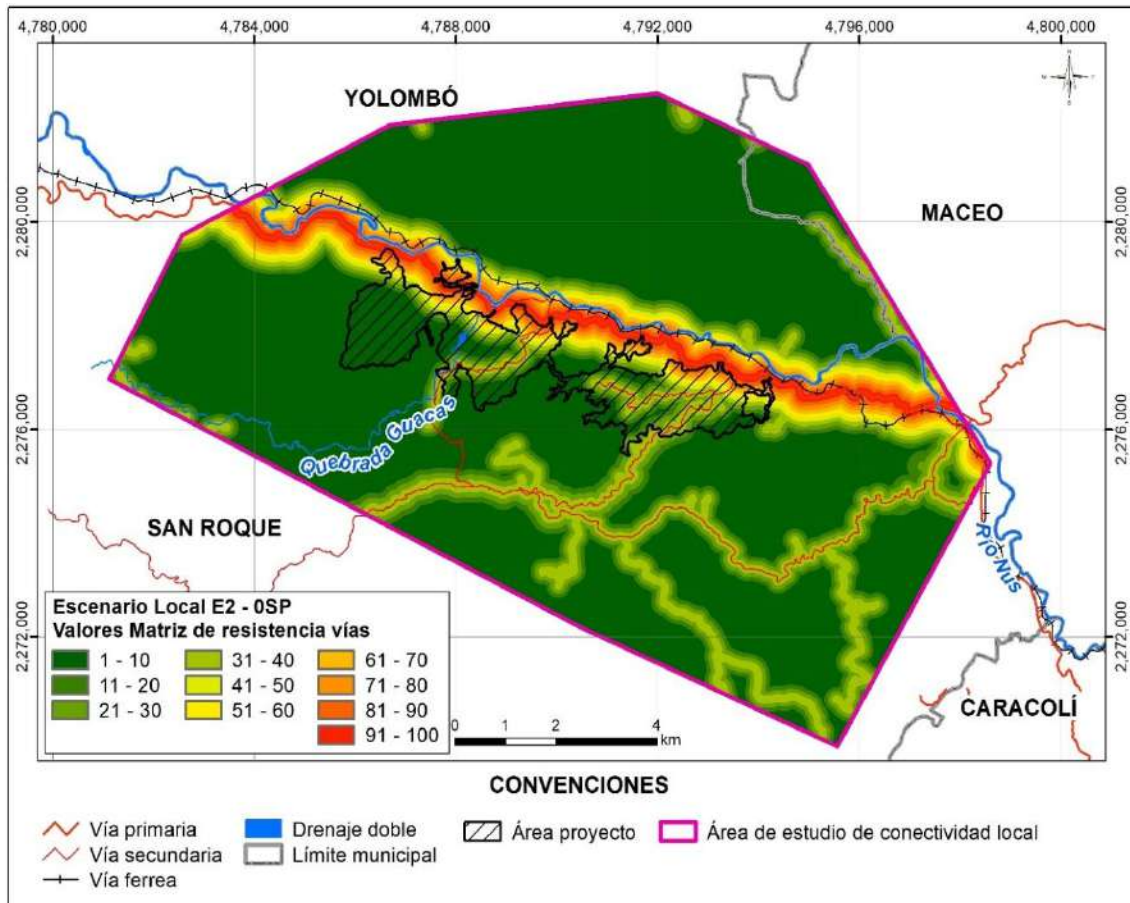 4,780,000 4,784,000 4,788,000 4,792,000 4,796,000 4,800,000
YOLOMBÓ
MACEO
2,280,000 2,280,000
2,276,000 2,276,000
Quebrada Guacas
SAN ROQUE
Río Nus
2,272,000 2,272,000
CARACOLÍ
Escenario Local E2 - 0SP
Valores Matriz de resistencia vías
1 - 10 31 - 40 61 - 70
11 - 20 41 - 50 71 - 80
21 - 30 51 - 60 81 - 90
91 - 100
0 1 2 4
km
CONVENCIONES
Vía primaria Drenaje doble Área proyecto Área de estudio de conectividad local
Vía secundaria Límite municipal
Vía ferrea